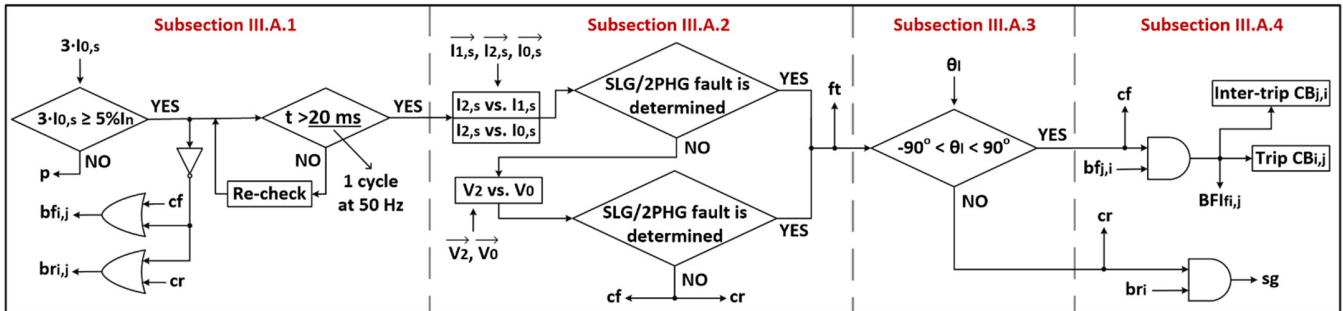 Subsection III.A.1
3·I0,s
3·I0,s ≥ 5%In
YES
NO
p
t >20 ms
YES
NO
Re-check
1 cycle
at 50 Hz
cf
bfi,j
bri,j
cr
Subsection III.A.2
I1,s, I2,s, I0,s
I2,s vs. I1,s
I2,s vs. I0,s
SLG/2PHG fault is
determined
YES
NO
V2 vs. V0
V2, V0
SLG/2PHG fault is
determined
YES
NO
cf
cr
ft
Subsection III.A.3
θI
-90° < θI < 90°
YES
NO
Subsection III.A.4
cf
bfj,i
Inter-trip CBj,i
Trip CBi,j
BFIfi,j
cr
bri
sg